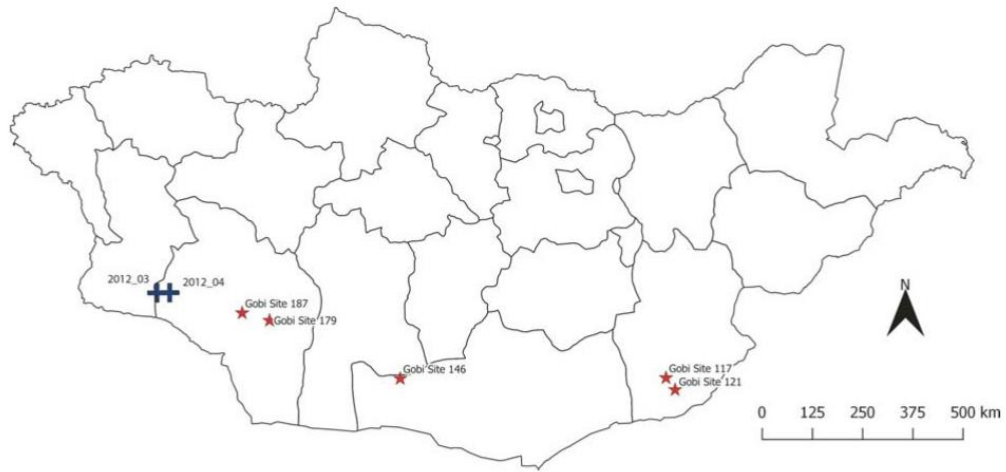 2012_03
2012_04
Gobi Site 187
Gobi Site 179
Gobi Site 146
Gobi Site 117
Gobi Site 121
N
0 125 250 375 500 km